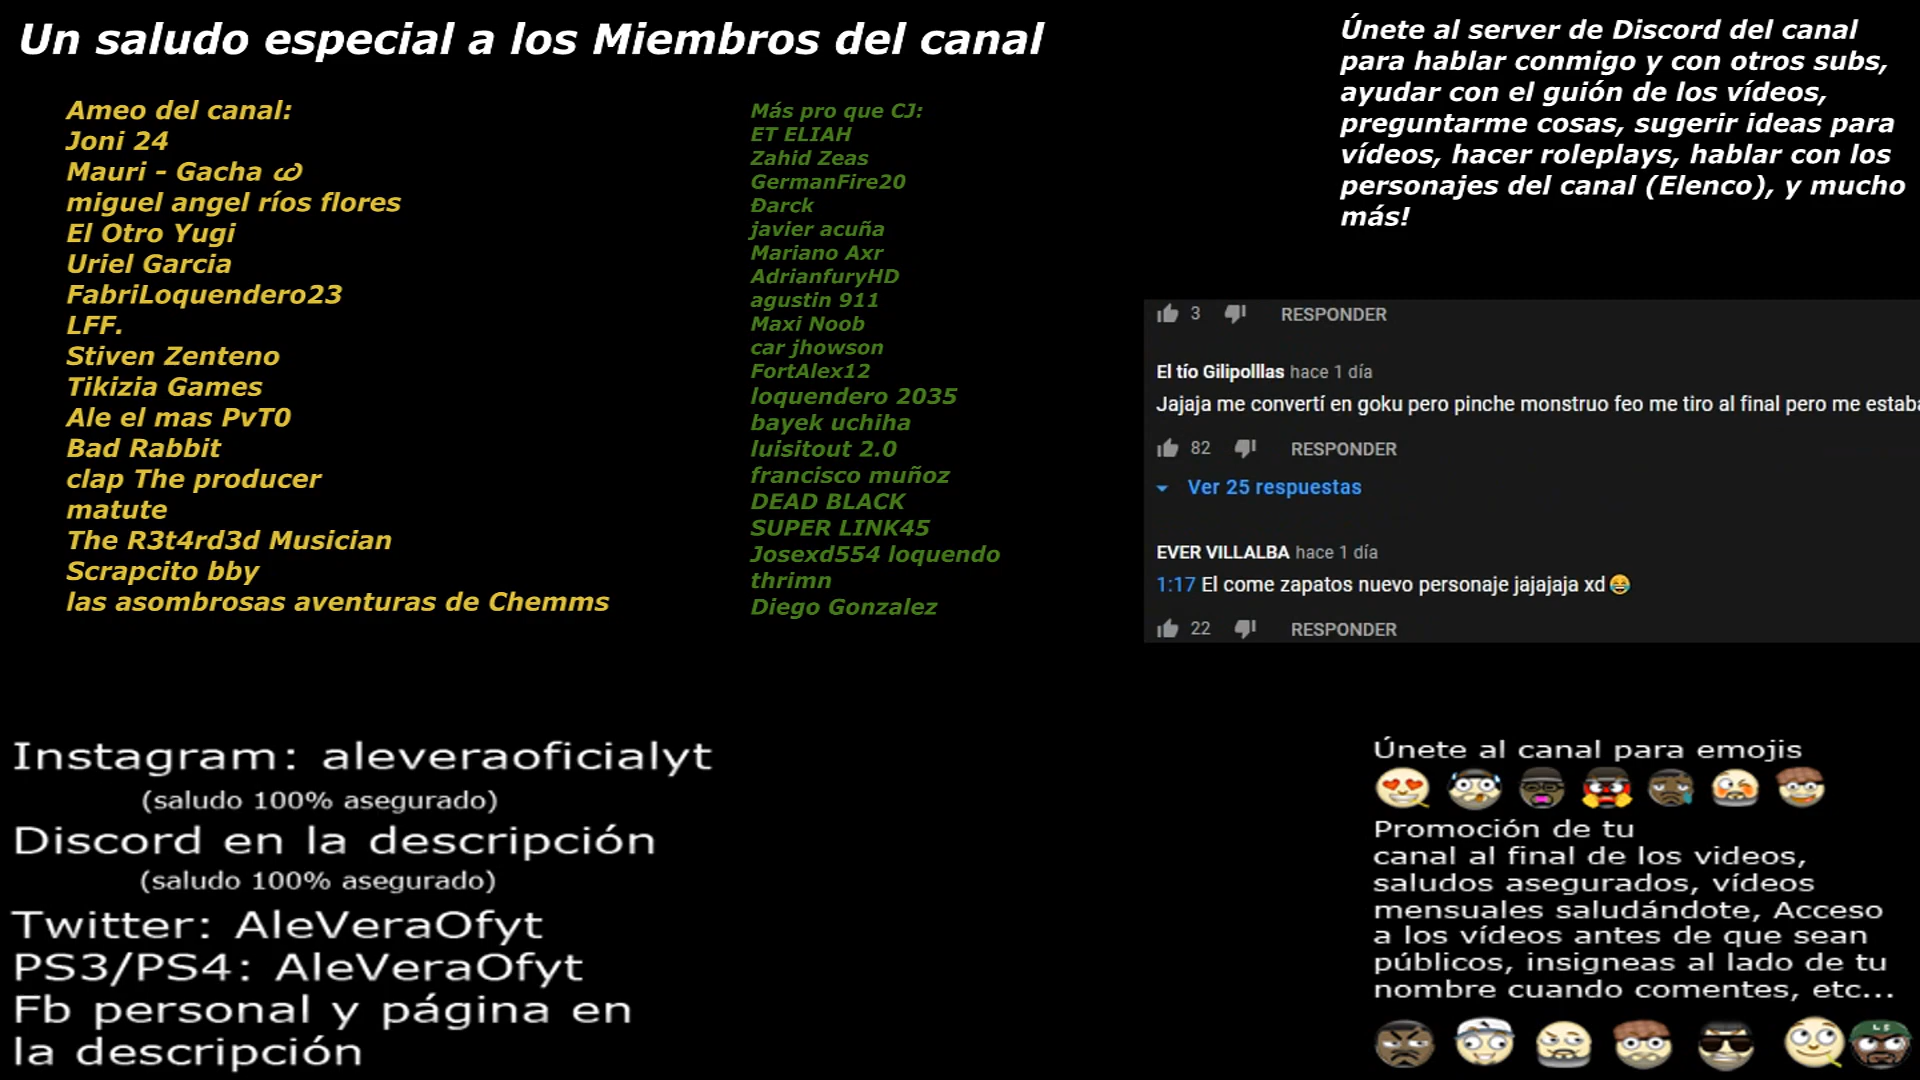 Un saludo especial a los Miembros del canal
Ameo del canal:
Joni 24
Mauri - Gacha
miguel angel ríos flores
El Otro Yugi
Uriel Garcia
FabriLoquendero23
LFF.
Stiven Zenteno
Tikizia Games
Ale el mas PvT0
Bad Rabbit
clap The producer
matute
The R3t4rd3d Musician
Scrapcito bby
las asombrosas aventuras de Chemms
Más pro que CJ:
ET ELIAH
Zahid Zeas
GermanFire20
Đarck
javier acuña
Mariano Axr
AdrianfuryHD
agustin 911
Maxi Noob
car jhowson
FortAlex12
loquendero 2035
bayek uchiha
luisitout 2.0
francisco muñoz
DEAD BLACK
SUPER LINK45
Josexd554 loquendo
thrimn
Diego Gonzalez
Únete al server de Discord del canal
para hablar conmigo y con otros subs,
ayudar con el guión de los vídeos,
preguntarme cosas, sugerir ideas para
vídeos, hacer roleplays, hablar con los
personajes del canal (Elenco), y mucho
más!
3 RESPONDER
El tío Gilipolllas hace 1 día
Jajaja me convertí en goku pero pinche monstruo feo me tiro al final pero me estaba
82 RESPONDER
Ver 25 respuestas
EVER VILLALBA hace 1 día
1:17 El come zapatos nuevo personaje jajajaja xd😂
22 RESPONDER
Instagram: aleveraoficialyt
(saludo 100% asegurado)
Discord en la descripción
(saludo 100% asegurado)
Twitter: AleVeraOfyt
PS3/PS4: AleVeraOfyt
Fb personal y página en
la descripción
Únete al canal para emojis
Promoción de tu
canal al final de los videos,
saludos asegurados, vídeos
mensuales saludándote, Acceso
a los vídeos antes de que sean
públicos, insigneas al lado de tu
nombre cuando comentes, etc...